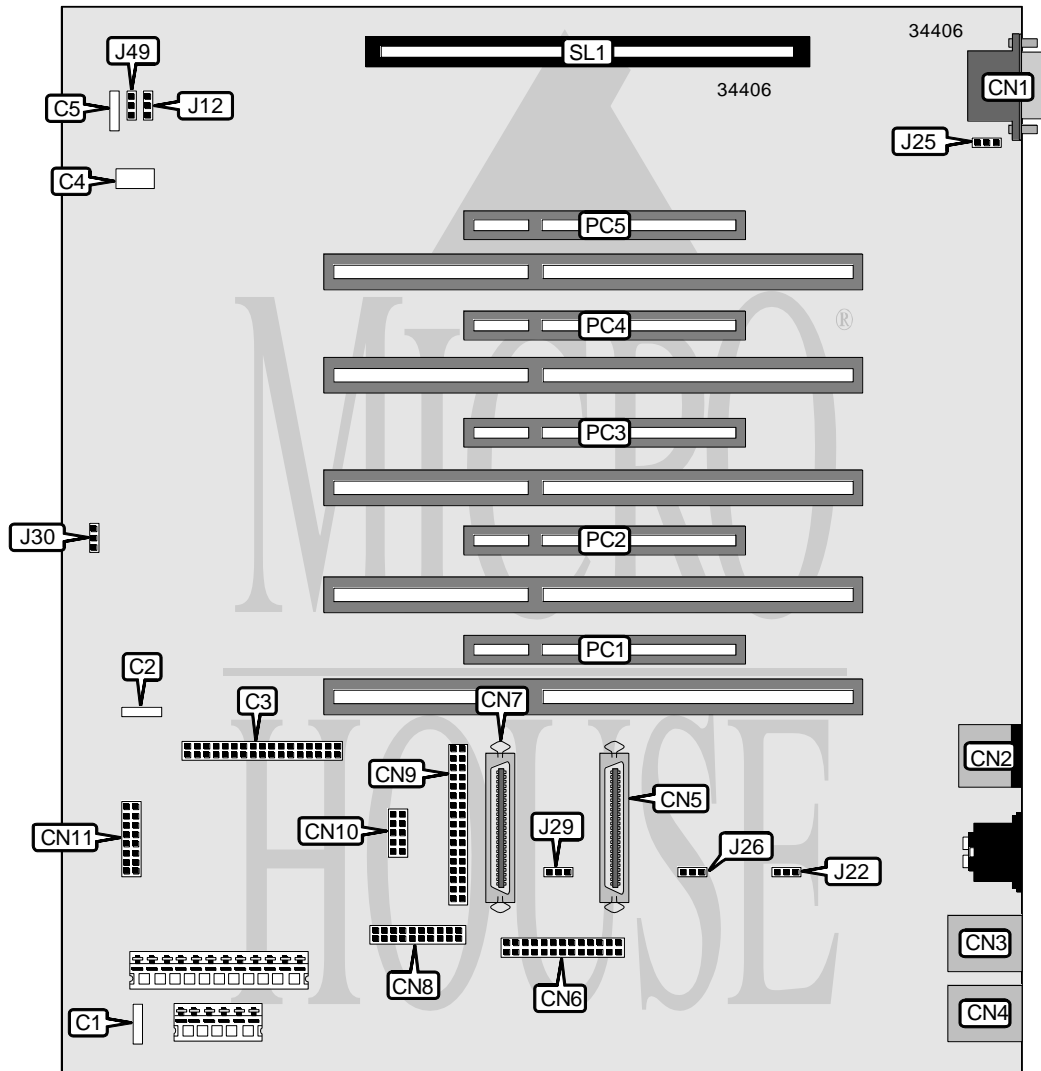 34406
J49
SL1
CN1
C5
J12
34406
J25
C4
PC5
PC4
®
MICRO
PC3
J30
PC2
PC1
C2
C3
CN7
HOUSE
CN2
CN9
CN5
CN10
CN11
J29
J26
J22
CN3
CN8
CN6
CN4
C1